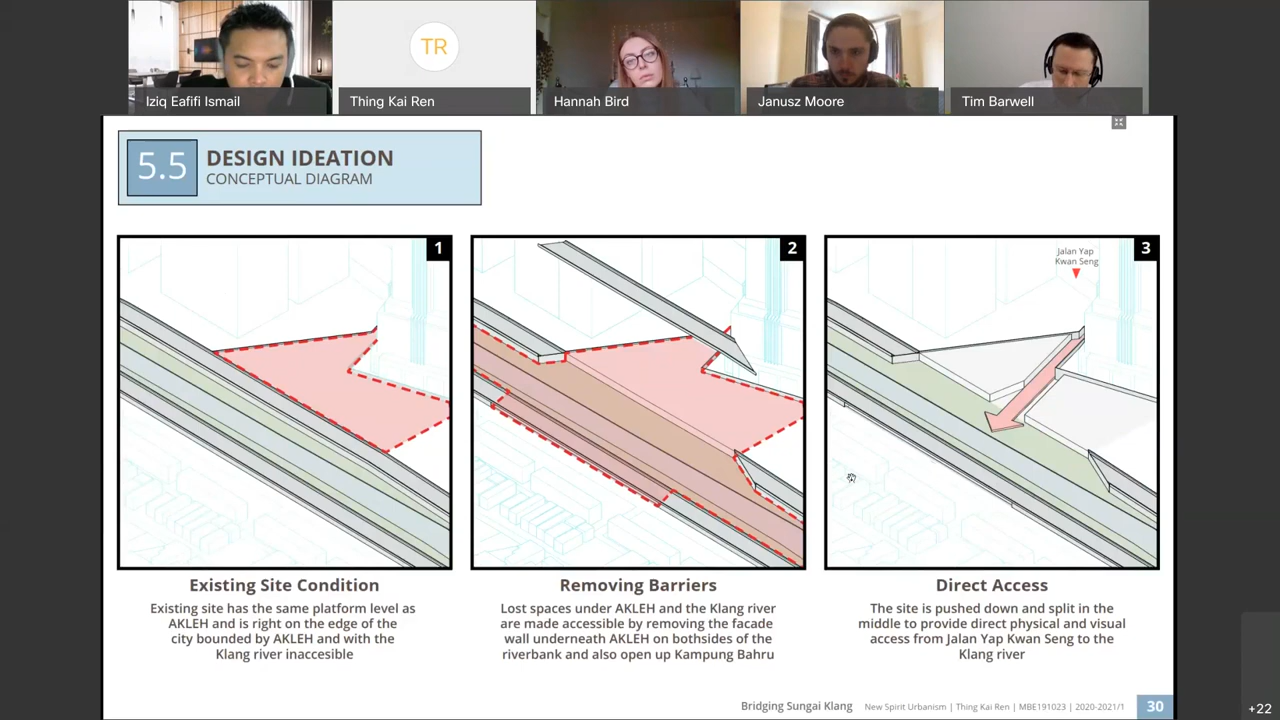 TR
Iziq Eafifi Ismail
Thing Kai Ren
Hannah Bird
Janusz Moore
Tim Barwell
5.5
DESIGN IDEATION
CONCEPTUAL DIAGRAM
1
2
3
Jalan Yap
Kwan Seng
Existing Site Condition
Existing site has the same platform level as
AKLEH and is right on the edge of the
city bounded by AKLEH and with the
Klang river inaccesible
Removing Barriers
Lost spaces under AKLEH and the Klang river
are made accessible by removing the facade
wall underneath AKLEH on bothsides of the
riverbank and also open up Kampung Bahru
Direct Access
The site is pushed down and split in the
middle to provide direct physical and visual
access from Jalan Yap Kwan Seng to the
Klang river
Bridging Sungai Klang New Spirit Urbanism | Thing Kai Ren | MBE191023 | 2020-2021/1 30
+22